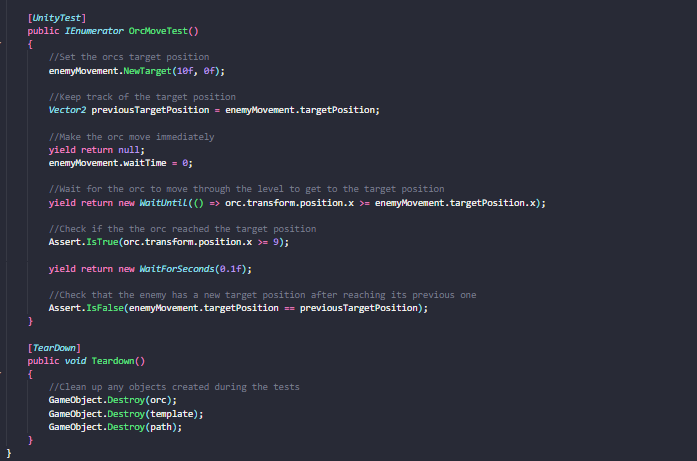 [UnityTest]
public IEnumerator OrcMoveTest()
{
//Set the orcs target position
enemyMovement.NewTarget(10f, 0f);
//Keep track of the target position
Vector2 previousTargetPosition = enemyMovement.targetPosition;
//Make the orc move immediately
yield return null;
enemyMovement.waitTime = 0;
//Wait for the orc to move through the level to get to the target position
yield return new WaitUntil(() => orc.transform.position.x >= enemyMovement.targetPosition.x);
//Check if the the orc reached the target position
Assert.IsTrue(orc.transform.position.x >= 9);
yield return new WaitForSeconds(0.1f);
//Check that the enemy has a new target position after reaching its previous one
Assert.IsFalse(enemyMovement.targetPosition == previousTargetPosition);
}
[TearDown]
public void Teardown()
{
//Clean up any objects created during the tests
GameObject.Destroy(orc);
GameObject.Destroy(template);
GameObject.Destroy(path);
}
}